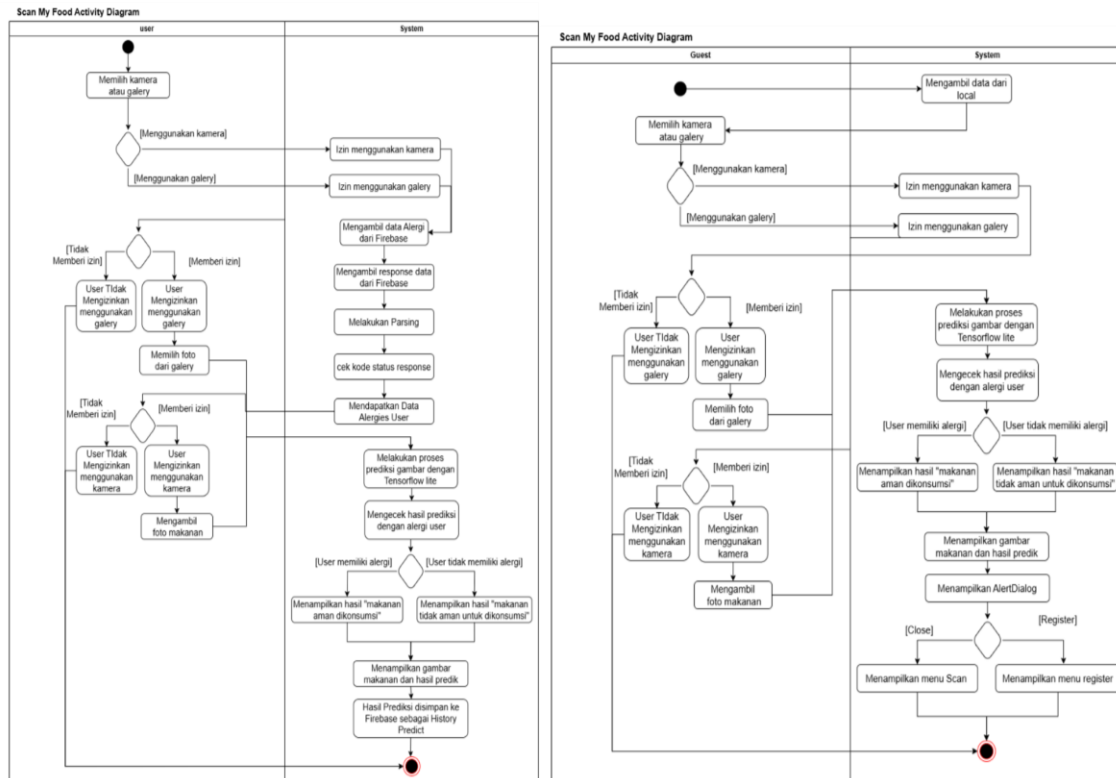 Scan My Food Activity Diagram
user
System
Memilih kamera
atau galery
[Menggunakan kamera]
Izin menggunakan kamera
[Menggunakan galery]
Izin menggunakan galery
Mengambil data Alergi
dari Firebase
[Tidak
Memberi izin]
[Memberi izin]
User TIdak
Mengizinkan
menggunakan
galery
User
Mengizinkan
menggunakan
galery
Mengambil response data
dari Firebase
Melakukan Parsing
Memilih foto
dari galery
cek kode status response
Mendapatkan Data
Alergies User
[Tidak
Memberi izin]
[Memberi izin]
User TIdak
Mengizinkan
menggunakan
kamera
User
Mengizinkan
menggunakan
kamera
Mengambil
foto makanan
Melakukan proses
prediksi gambar dengan
Tensorflow lite
Mengecek hasil prediksi
dengan alergi user
[User memiliki alergi]
[User tidak memiliki alergi]
Menampilkan hasil "makanan
aman dikonsumsi"
Menampilkan hasil "makanan
tidak aman untuk dikonsumsi"
Menampilkan gambar
makanan dan hasil predik
Hasil Prediksi disimpan ke
Firebase sebagai History
Predict
Scan My Food Activity Diagram
Guest
System
Mengambil data dari
local
Memilih kamera
atau galery
[Menggunakan kamera]
Izin menggunakan kamera
[Menggunakan galery]
Izin menggunakan galery
[Tidak
Memberi izin]
[Memberi izin]
User TIdak
Mengizinkan
menggunakan
galery
User
Mengizinkan
menggunakan
galery
Memilih foto
dari galery
Melakukan proses
prediksi gambar dengan
Tensorflow lite
Mengecek hasil prediksi
dengan alergi user
[User memiliki alergi]
[User tidak memiliki alergi]
Menampilkan hasil "makanan
aman dikonsumsi"
Menampilkan hasil "makanan
tidak aman untuk dikonsumsi"
[Tidak
Memberi izin]
[Memberi izin]
User TIdak
Mengizinkan
menggunakan
kamera
User
Mengizinkan
menggunakan
kamera
Mengambil
foto makanan
Menampilkan gambar
makanan dan hasil predik
Menampilkan AlertDialog
[Close]
[Register]
Menampilkan menu Scan
Menampilkan menu register